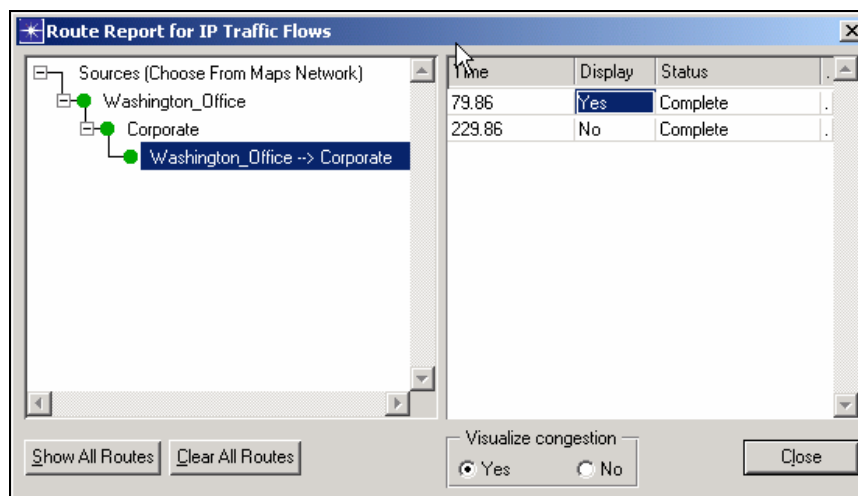 Route Report for IP Traffic Flows
Sources (Choose From Maps Network)
Washington_Office
Corporate
Washington_Office --> Corporate
Time Display Status .
79.86 Yes Complete .
229.86 No Complete .
Show All Routes Clear All Routes
Visualize congestion
Yes No
Close